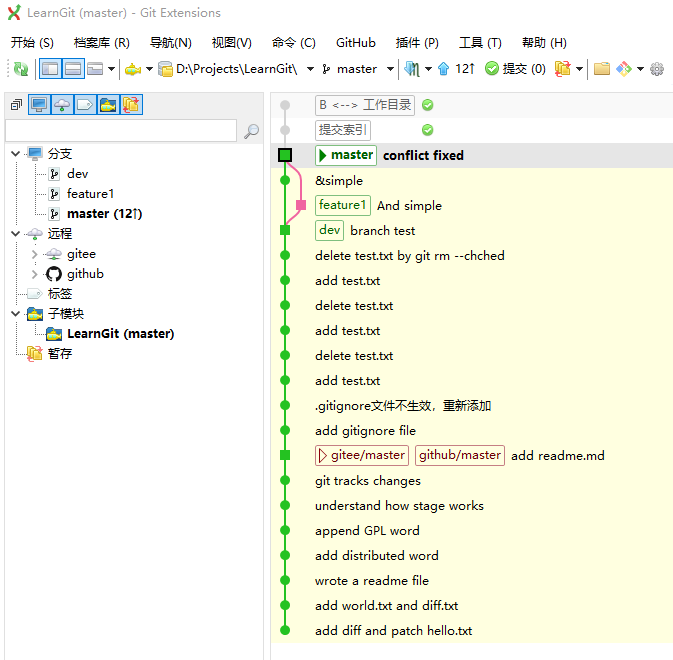 LearnGit (master) - Git Extensions
开始 (S) 档案库 (R) 导航(N) 视图(V) 命令 (C) GitHub 插件 (P) 工具 (T) 帮助 (H)
D:\Projects\LearnGit\ master 12↑ 提交 (0)
B <--> 工作目录
提交索引
分支
dev
feature1
master (12↑)
远程
gitee
github
标签
子模块
LearnGit (master)
暂存
master conflict fixed
&simple
feature1 And simple
dev branch test
delete test.txt by git rm --chched
add test.txt
delete test.txt
add test.txt
delete test.txt
add test.txt
.gitignore文件不生效，重新添加
add gitignore file
gitee/master github/master add readme.md
git tracks changes
understand how stage works
append GPL word
add distributed word
wrote a readme file
add world.txt and diff.txt
add diff and patch hello.txt